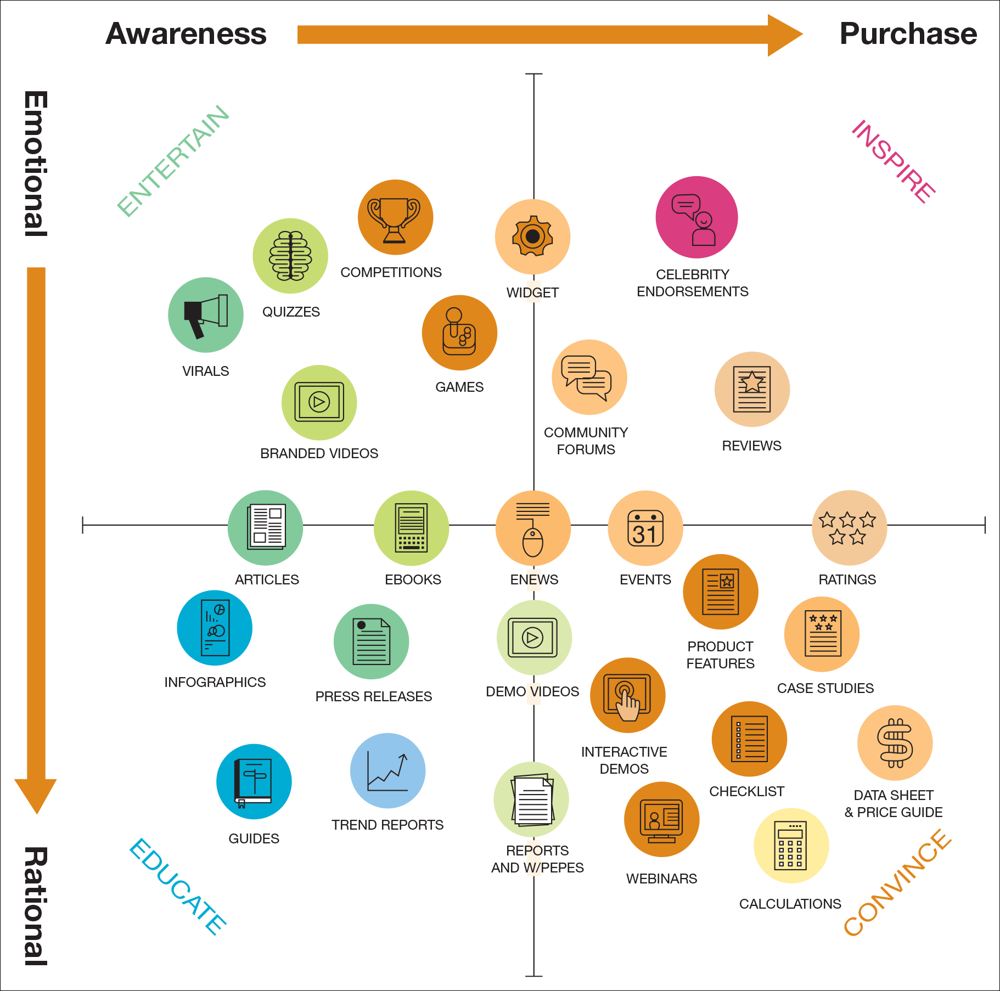 Awareness
Purchase
Emotional
ENTERTAIN
INSPIRE
COMPETITIONS
CELEBRITY
ENDORSEMENTS
WIDGET
QUIZZES
VIRALS
GAMES
COMMUNITY
FORUMS
REVIEWS
BRANDED VIDEOS
31
ARTICLES
EBOOKS
ENEWS
EVENTS
RATINGS
PRODUCT
FEATURES
INFOGRAPHICS
PRESS RELEASES
DEMO VIDEOS
CASE STUDIES
INTERACTIVE
DEMOS
CHECKLIST
DATA SHEET
& PRICE GUIDE
TREND REPORTS
GUIDES
REPORTS
AND W/PEPES
WEBINARS
CALCULATIONS
Rational
EDUCATE
CONVINCE